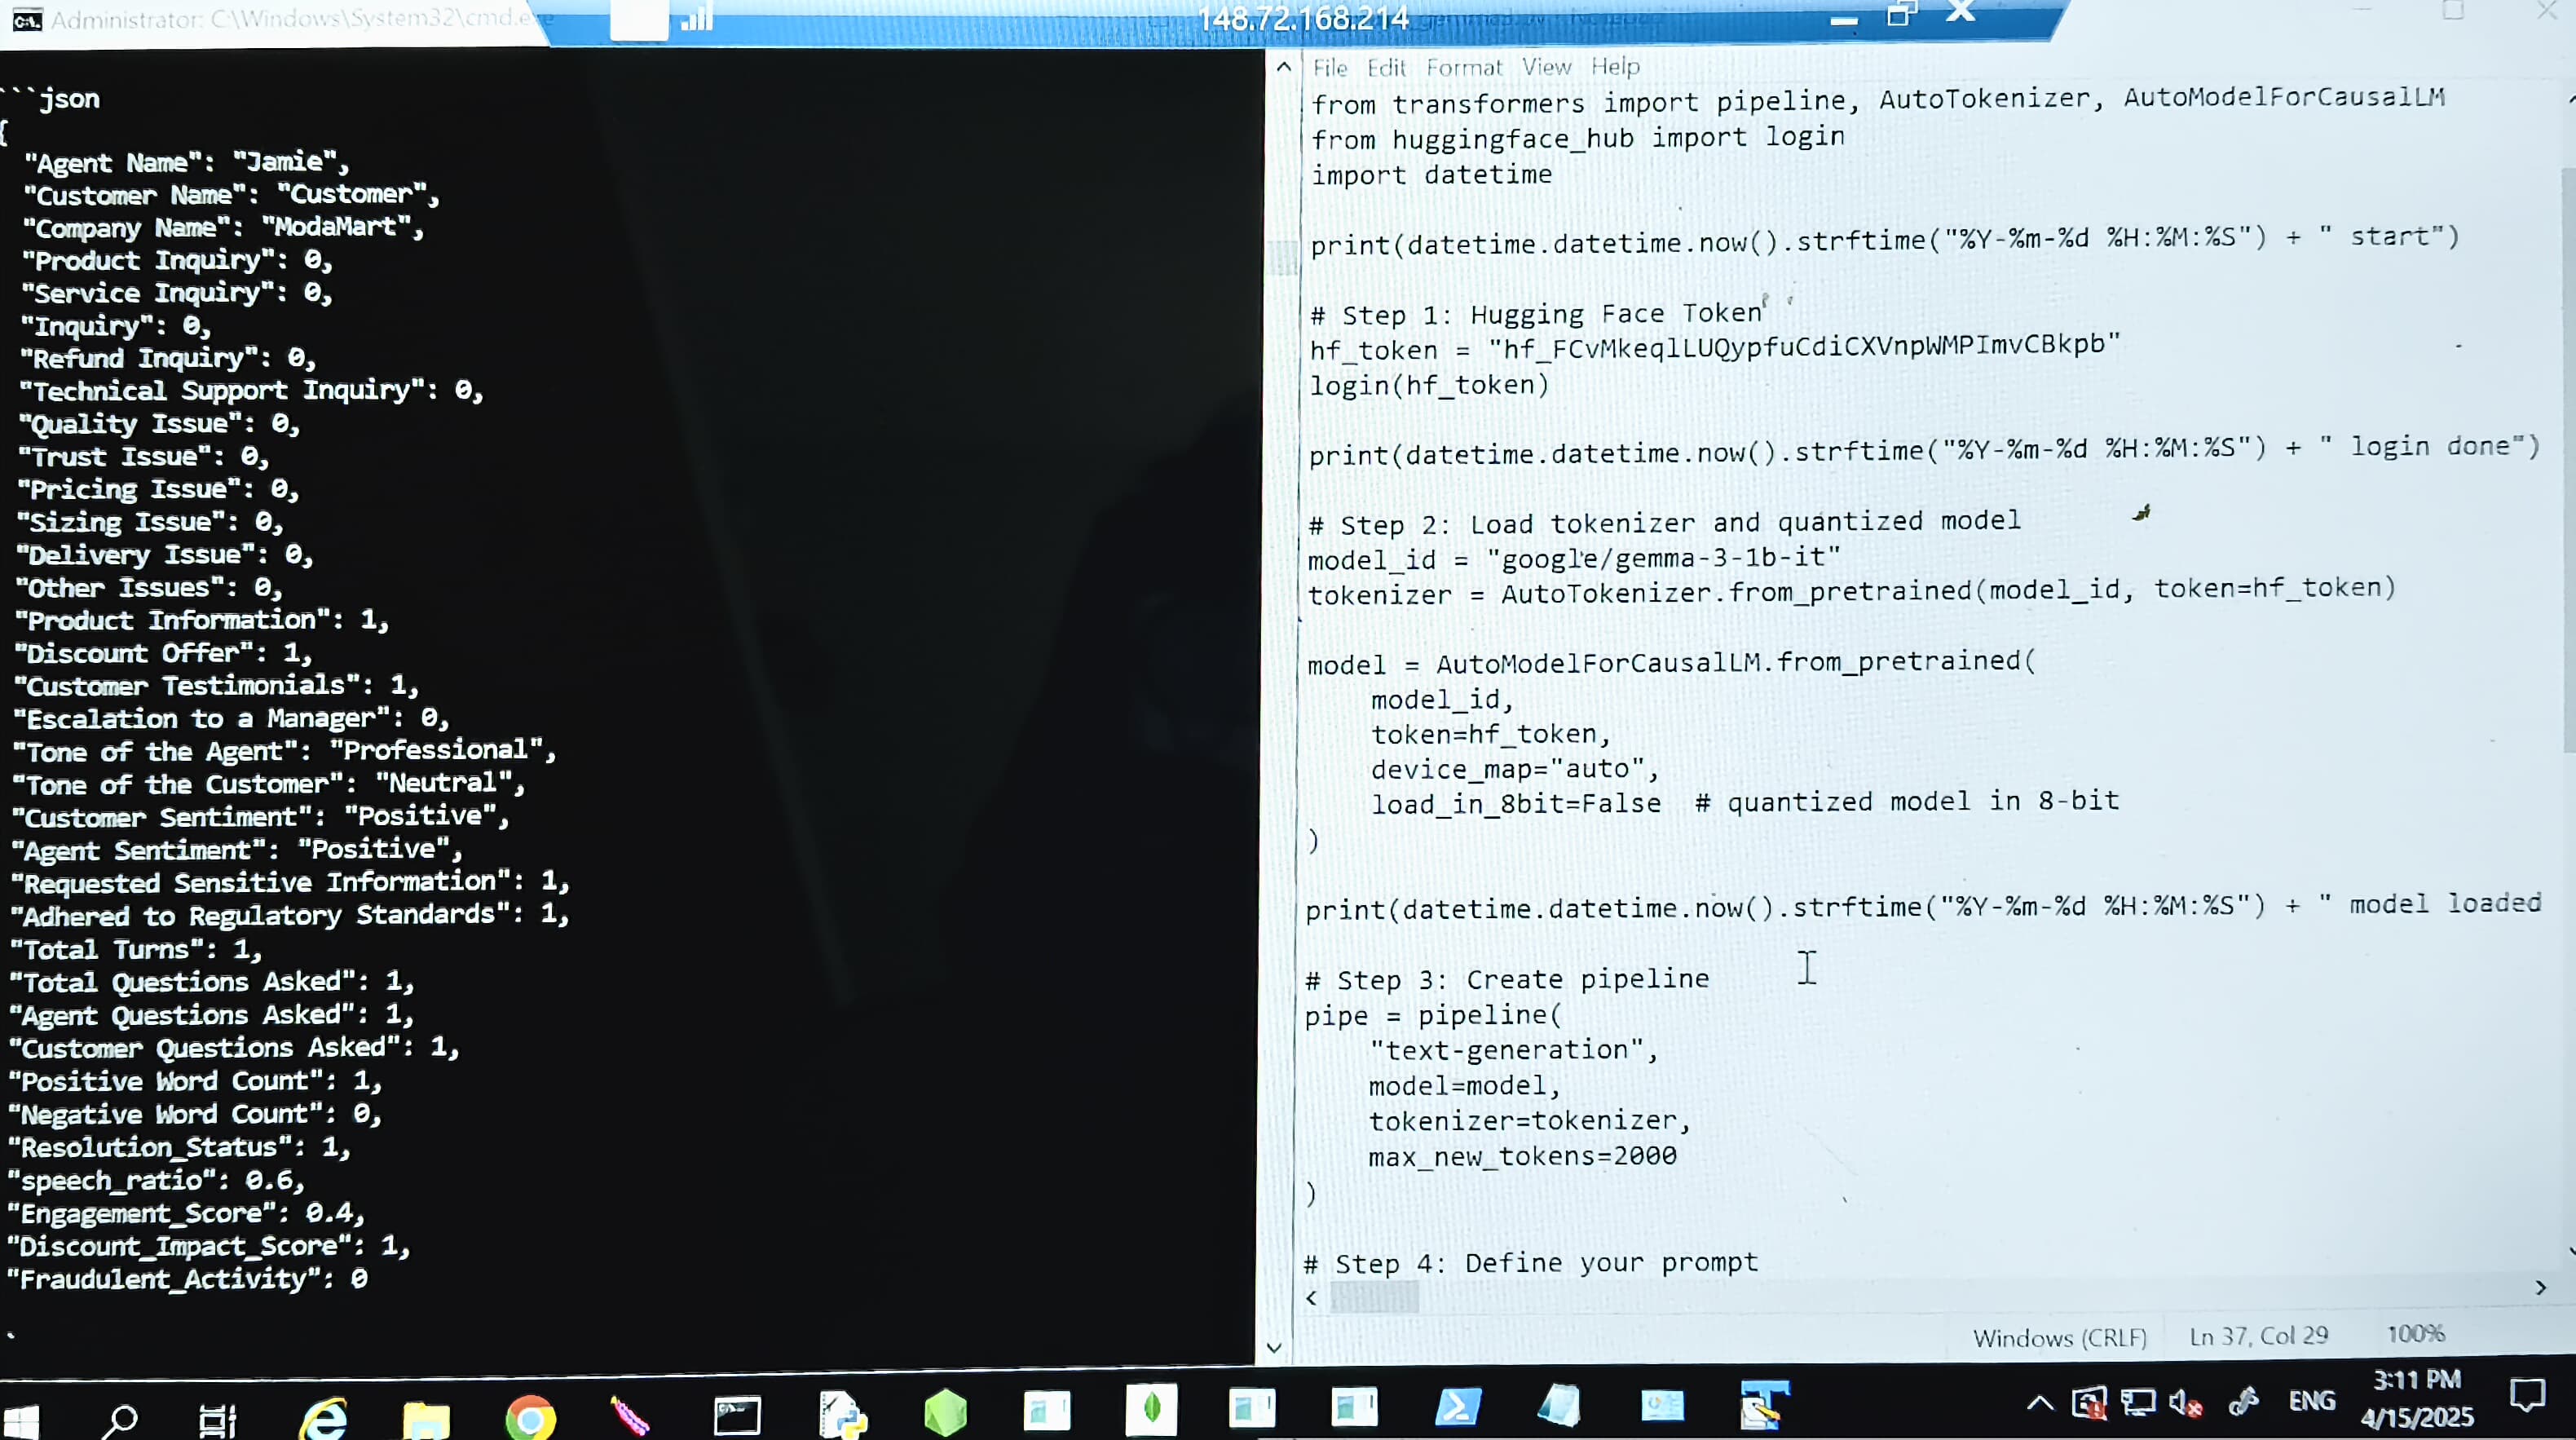 Administrator: C:\Windows\System32\cmd.exe
148.72.168.214
```json
{
"Agent Name": "Jamie",
"Customer Name": "Customer",
"Company Name": "ModaMart",
"Product Inquiry": 0,
"Service Inquiry": 0,
"Inquiry": 0,
"Refund Inquiry": 0,
"Technical Support Inquiry": 0,
"Quality Issue": 0,
"Trust Issue": 0,
"Pricing Issue": 0,
"Sizing Issue": 0,
"Delivery Issue": 0,
"Other Issues": 0,
"Product Information": 1,
"Discount Offer": 1,
"Customer Testimonials": 1,
"Escalation to a Manager": 0,
"Tone of the Agent": "Professional",
"Tone of the Customer": "Neutral",
"Customer Sentiment": "Positive",
"Agent Sentiment": "Positive",
"Requested Sensitive Information": 1,
"Adhered to Regulatory Standards": 1,
"Total Turns": 1,
"Total Questions Asked": 1,
"Agent Questions Asked": 1,
"Customer Questions Asked": 1,
"Positive Word Count": 1,
"Negative Word Count": 0,
"Resolution_Status": 1,
"speech_ratio": 0.6,
"Engagement_Score": 0.4,
"Discount_Impact_Score": 1,
"Fraudulent_Activity": 0
File Edit Format View Help
from transformers import pipeline, AutoTokenizer, AutoModelForCausalLM
from huggingface_hub import login
import datetime
print(datetime.datetime.now().strftime("%Y-%m-%d %H:%M:%S") + " start")
# Step 1: Hugging Face Token
hf_token = "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"
login(hf_token)
print(datetime.datetime.now().strftime("%Y-%m-%d %H:%M:%S") + " login done")
# Step 2: Load tokenizer and quantized model
model_id = "google/gemma-3-1b-it"
tokenizer = AutoTokenizer.from_pretrained(model_id, token=hf_token)
model = AutoModelForCausalLM.from_pretrained(
model_id,
token=hf_token,
device_map="auto",
load_in_8bit=False # quantized model in 8-bit
)
print(datetime.datetime.now().strftime("%Y-%m-%d %H:%M:%S") + " model loaded
# Step 3: Create pipeline
pipe = pipeline(
"text-generation",
model=model,
tokenizer=tokenizer,
max_new_tokens=2000
)
# Step 4: Define your prompt
Windows (CRLF) Ln 37, Col 29 100%
ENG
3:11 PM
4/15/2025